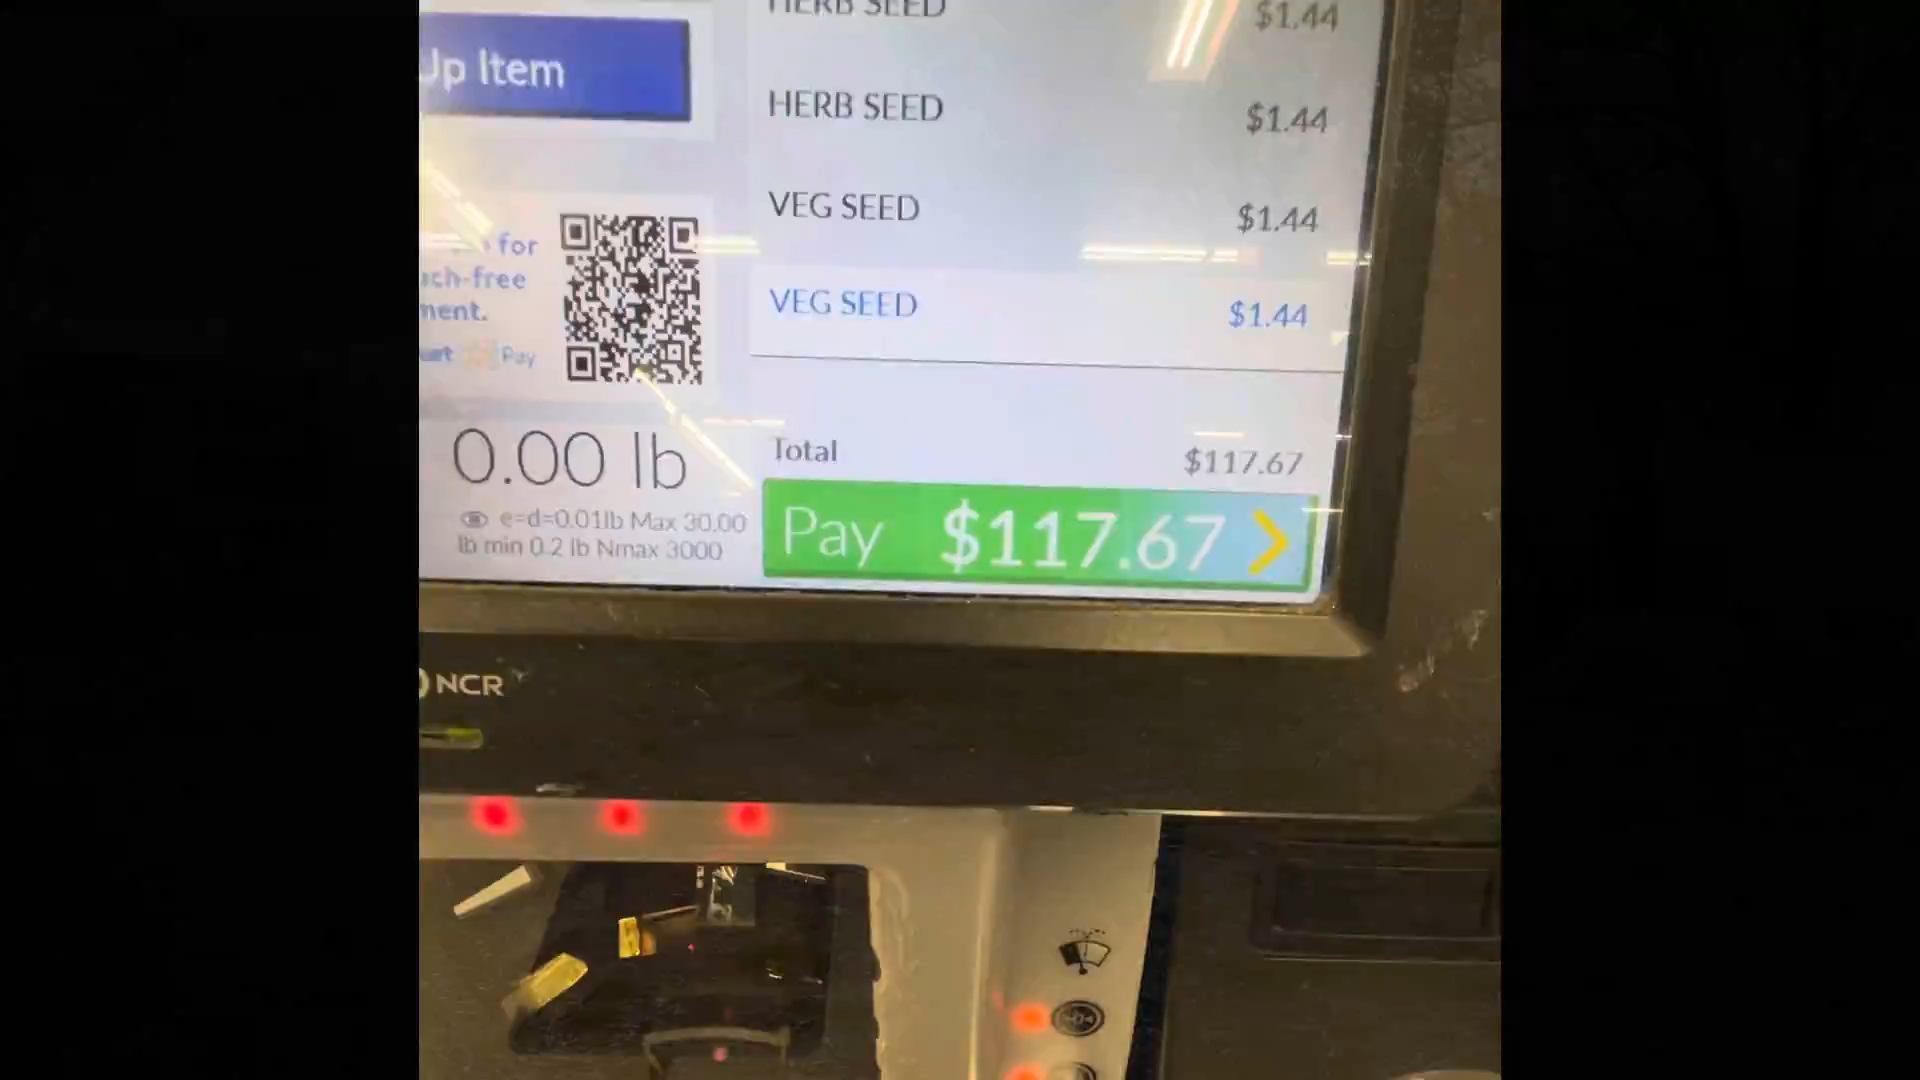 Up Item
HERB SEED $1.44
HERB SEED $1.44
VEG SEED $1.44
VEG SEED $1.44
for
ch-free
ment.
Pay
0.00 lb
e=d=0.01lb Max 30.00
lb min 0.2 lb Nmax 3000
Total $117.67
Pay $117.67
NCR